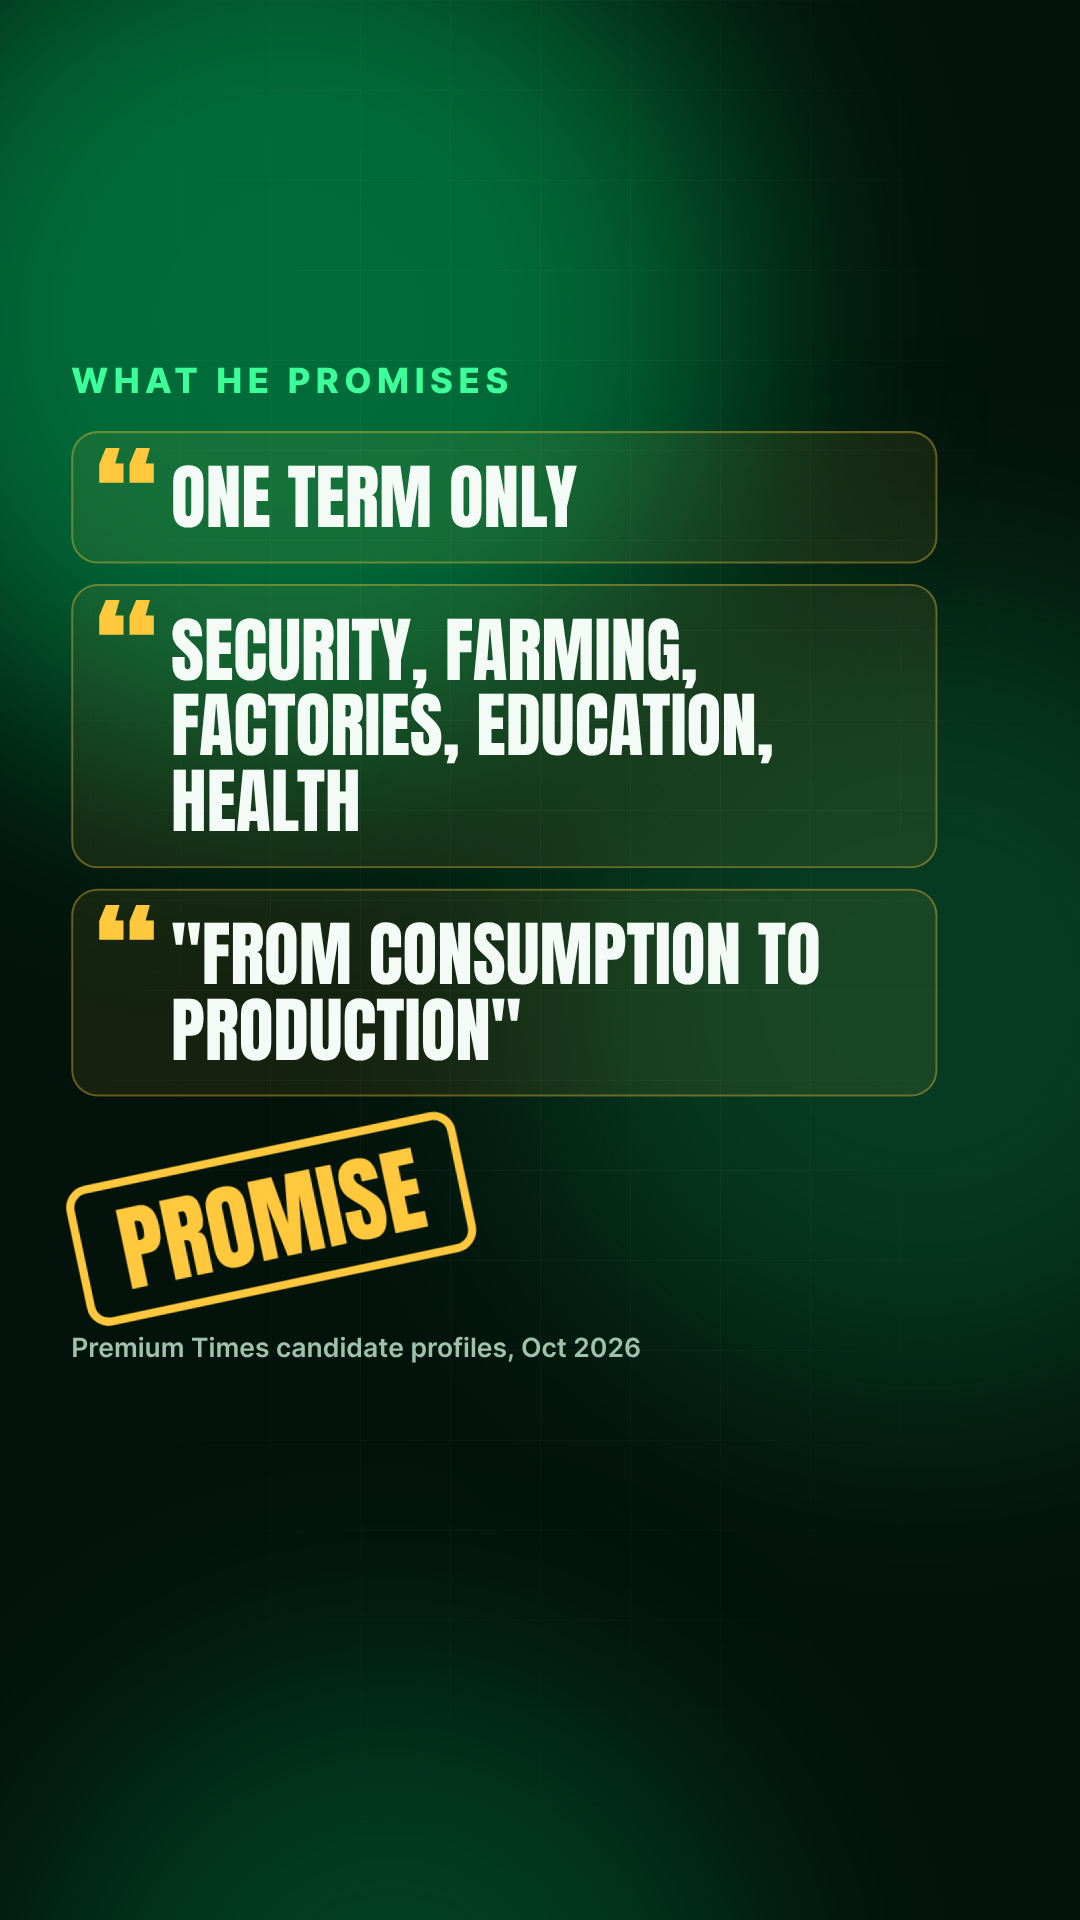 WHAT HE PROMISES
❝ ONE TERM ONLY
❝ SECURITY, FARMING,
FACTORIES, EDUCATION,
HEALTH
❝ "FROM CONSUMPTION TO
PRODUCTION"
PROMISE
Premium Times candidate profiles, Oct 2026